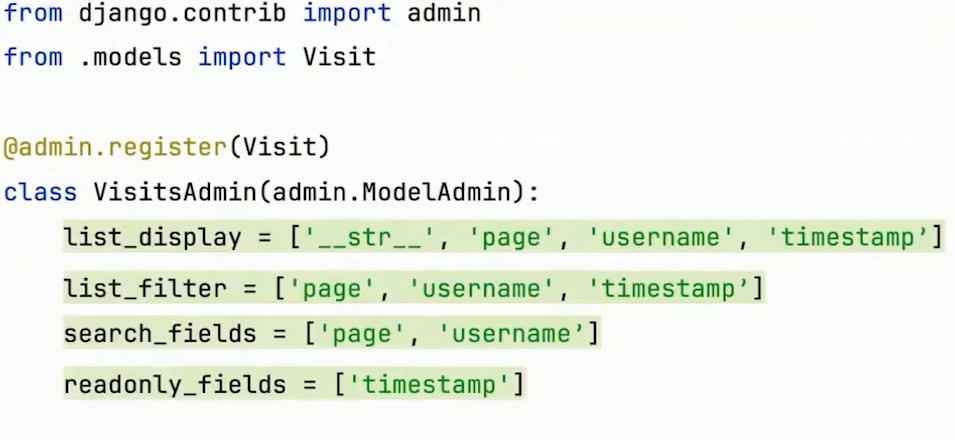 from django.contrib import admin
from .models import Visit
@admin.register(Visit)
class VisitsAdmin(admin.ModelAdmin):
list_display = ['__str__', 'page', 'username', 'timestamp’]
list_filter = ['page', 'username', 'timestamp’]
search_fields = ['page', 'username’]
readonly_fields = ['timestamp']